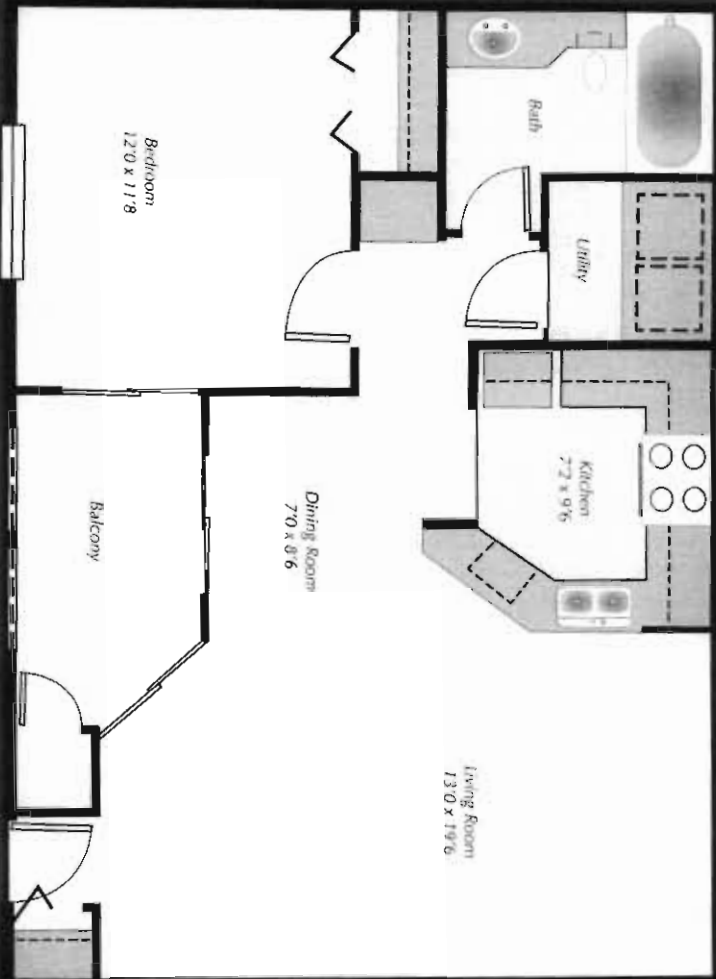 Bath
Utility
Bedroom
12'0 x 11'8
Kitchen
7'2 x 9'6
Dining Room
7'0 x 8'6
Balcony
Living Room
13'0 x 19'6